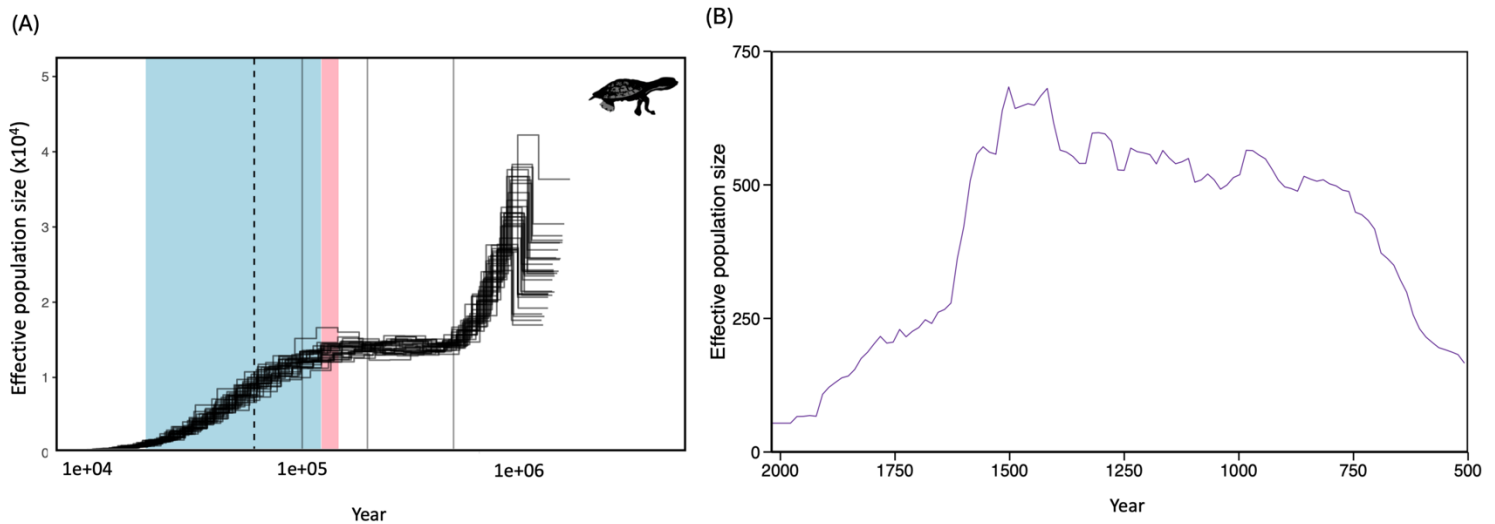 (A)
Effective population size (x10⁴)
5
4
3
2
1
0
1e+04 1e+05 1e+06
Year
(B)
Effective population size
750
500
250
0
2000 1750 1500 1250 1000 750 500
Year